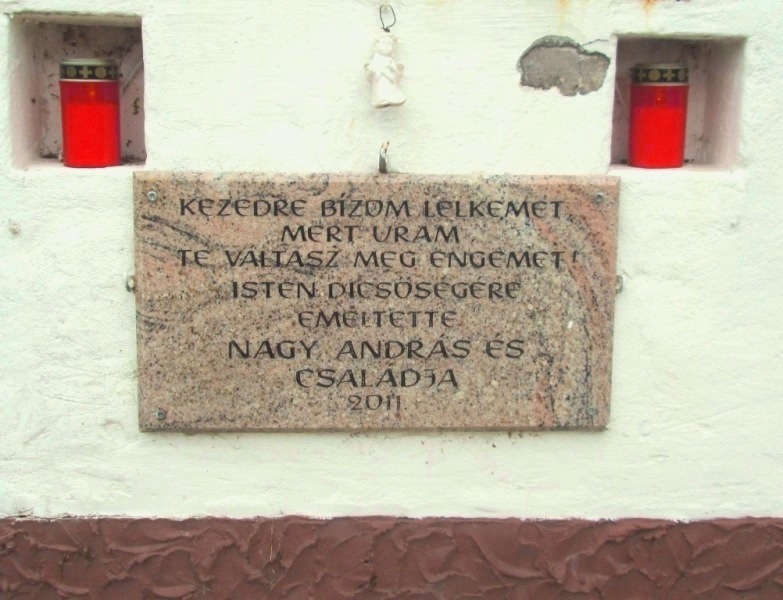 KEZEDRE BÍZOM LELKEMET
MERT URAM
TE VÁLTASZ MEG ENGEMET!
ISTEN DICSŐSÉGÉRE
EMELTETTE
NAGY ANDRÁS ÉS
CSALÁDJA
2011